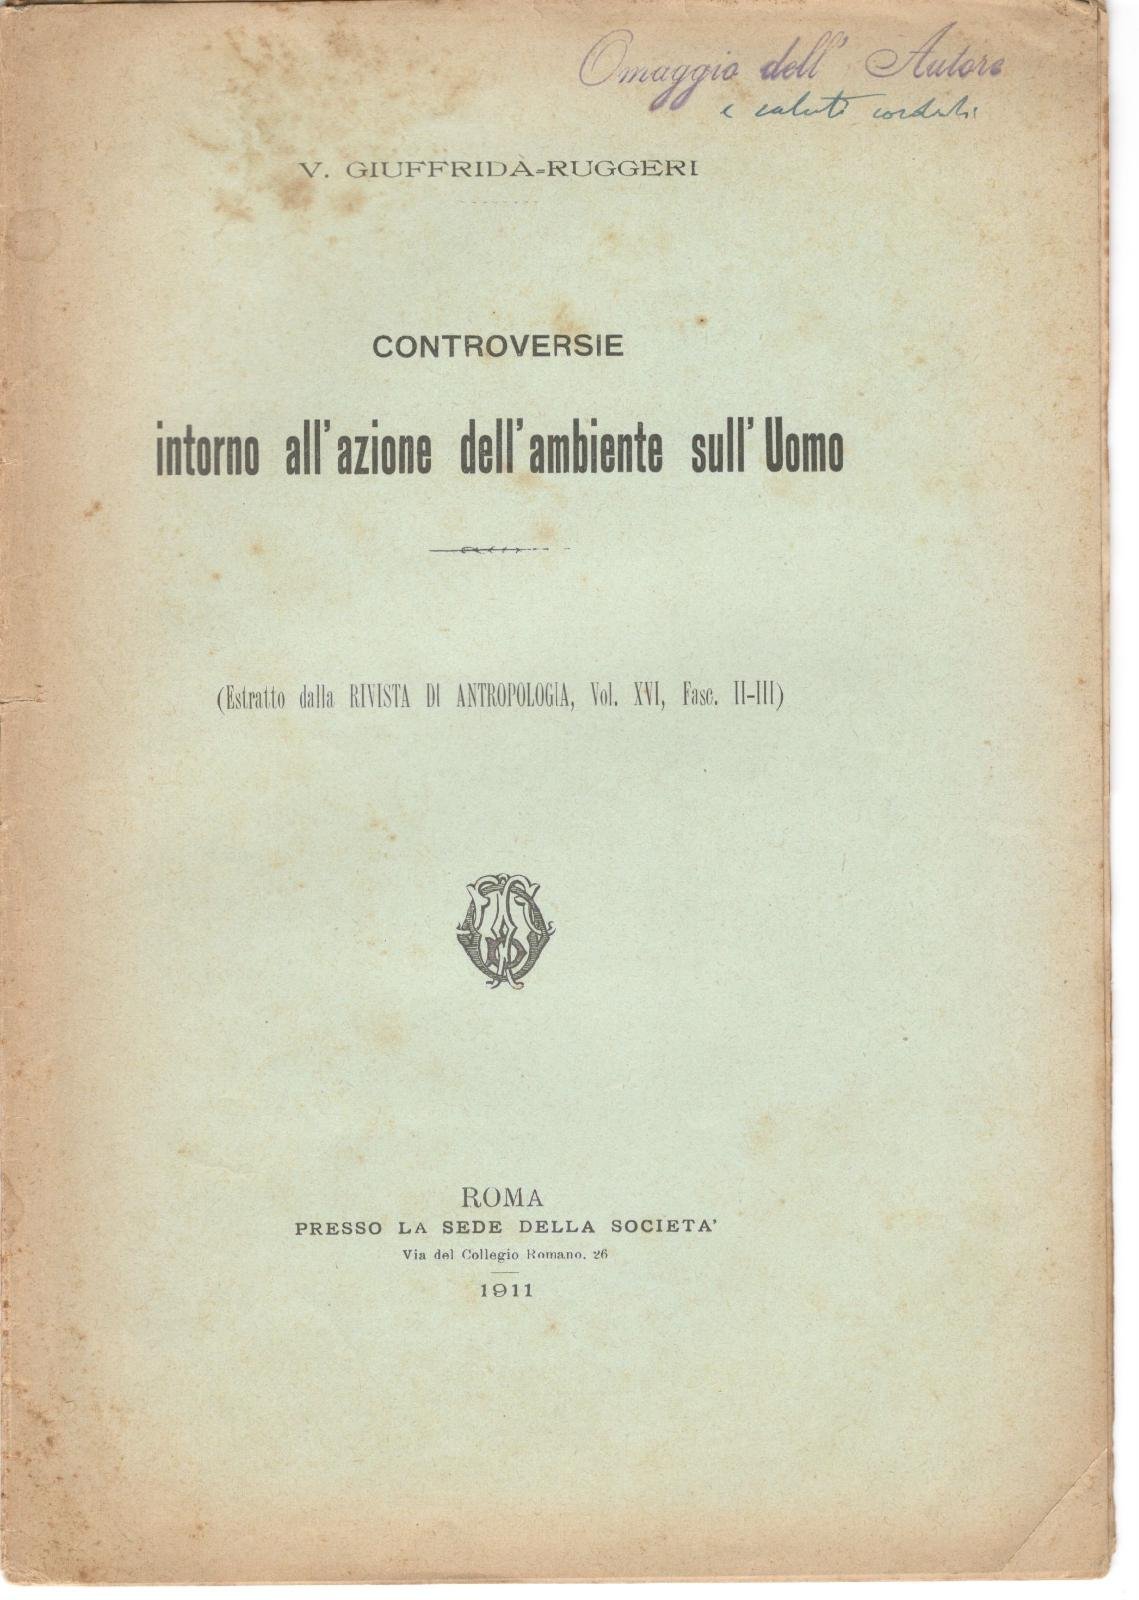 Omaggio dell' Autore
e saluti cordiali
V. GIUFFRIDA-RUGGERI
CONTROVERSIE
intorno all'azione dell'ambiente sull'Uomo
(Estratto dalla RIVISTA DI ANTROPOLOGIA, Vol. XVI, Fasc. II-III)
ROMA
PRESSO LA SEDE DELLA SOCIETA'
Via del Collegio Romano, 26
1911